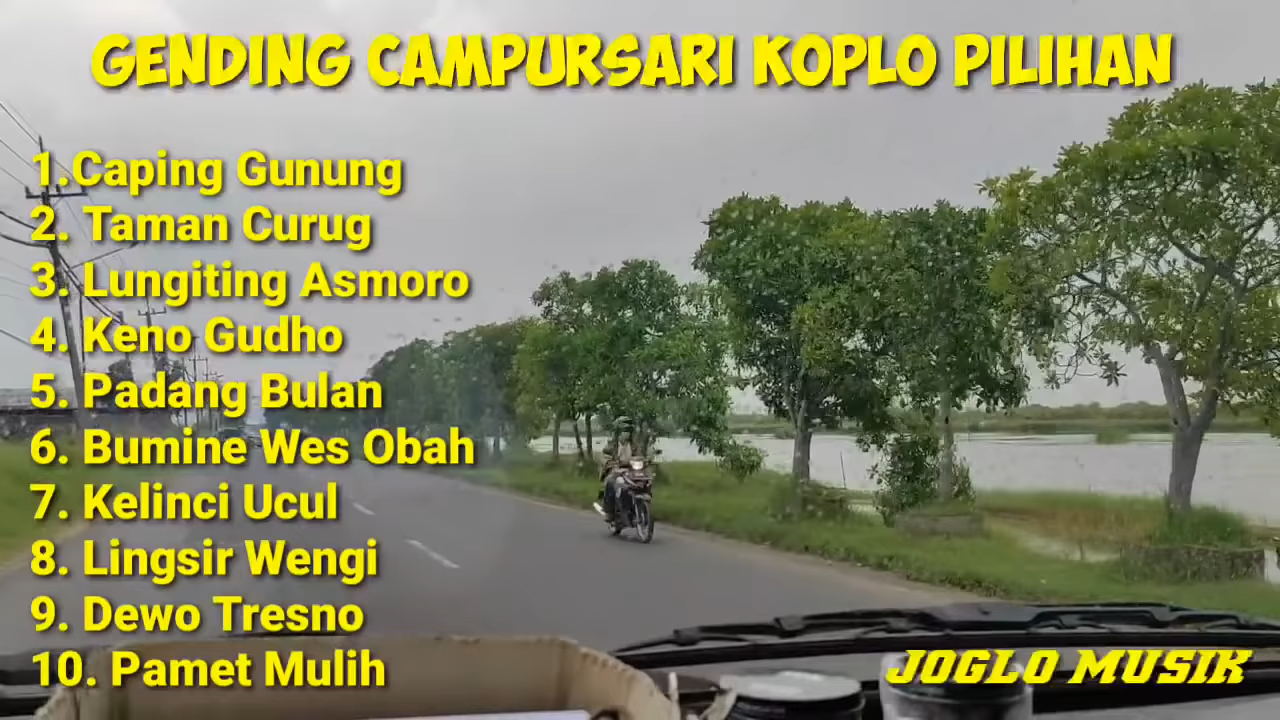 GENDING CAMPURSARI KOPLO PILIHAN
1.Caping Gunung
2. Taman Curug
3. Lungiting Asmoro
4. Keno Gudho
5. Padang Bulan
6. Bumine Wes Obah
7. Kelinci Ucul
8. Lingsir Wengi
9. Dewo Tresno
10. Pamet Mulih
JOGLO MUSIK